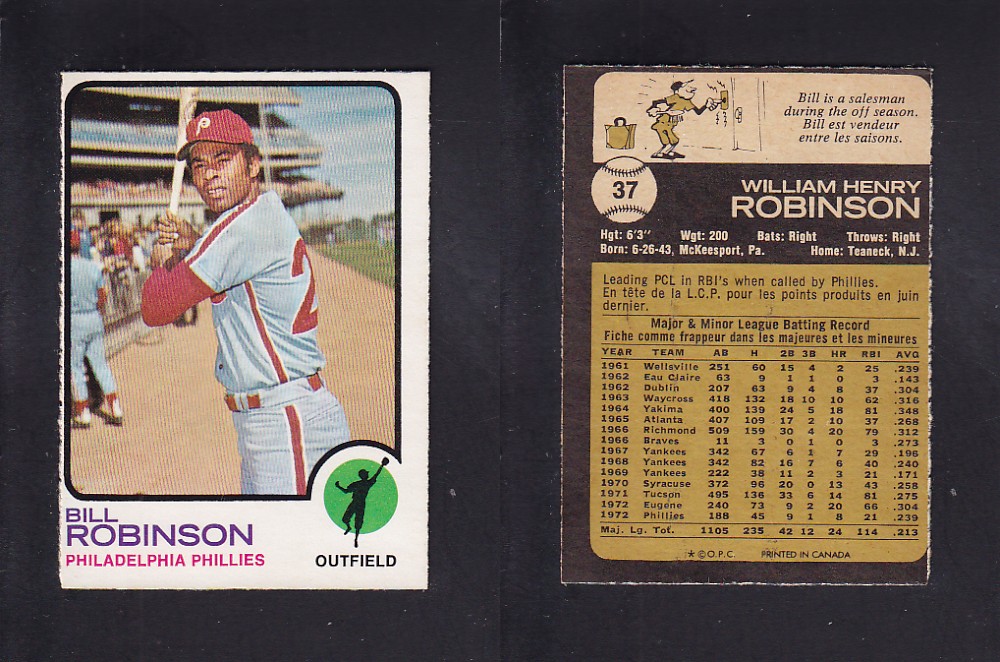 P
2
BILL
ROBINSON
PHILADELPHIA PHILLIES
OUTFIELD
Bill is a salesman
during the off season.
Bill est vendeur
entre les saisons.
37
WILLIAM HENRY
ROBINSON
Hgt: 6'3" Wgt: 200 Bats: Right Throws: Right
Born: 6-26-43, McKeesport, Pa. Home: Teaneck, N.J.
Leading PCL in RBI's when called by Phillies.
En tête de la L.C.P. pour les points produits en juin
dernier.
Major & Minor League Batting Record
Fiche comme frappeur dans les majeures et les mineures
YEAR TEAM AB H 2B 3B HR RBI AVG
1961 Wellsville 251 60 15 4 2 25 .239
1962 Eau Claire 63 9 1 1 0 3 .143
1962 Dublin 207 63 9 4 8 37 .304
1963 Waycross 418 132 18 10 10 62 .316
1964 Yakima 400 139 24 5 18 81 .348
1965 Atlanta 407 109 17 2 10 37 .268
1966 Richmond 509 159 30 4 20 79 .312
1966 Braves 11 3 0 1 0 3 .273
1967 Yankees 342 67 6 1 7 29 .196
1968 Yankees 342 82 16 7 6 40 .240
1969 Yankees 222 38 11 2 3 21 .171
1970 Syracuse 372 96 20 0 13 43 .258
1971 Tucson 495 136 33 6 14 81 .275
1972 Eugene 240 73 9 2 20 66 .304
1972 Phillies 188 45 9 1 8 21 .239
Maj. Lg. Tot. 1105 235 42 12 24 114 .213
* © O.P.C. PRINTED IN CANADA